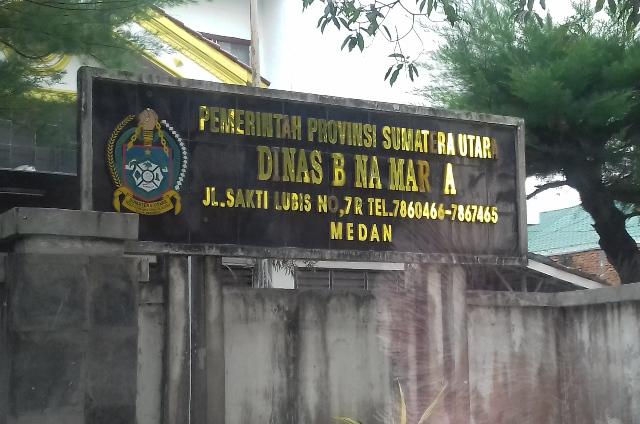 PEMERINTAH PROVINSI SUMATERA UTARA
DINAS B NA MAR A
JL.SAKTI LUBIS NO,7R TEL.7860466-7867465
MEDAN